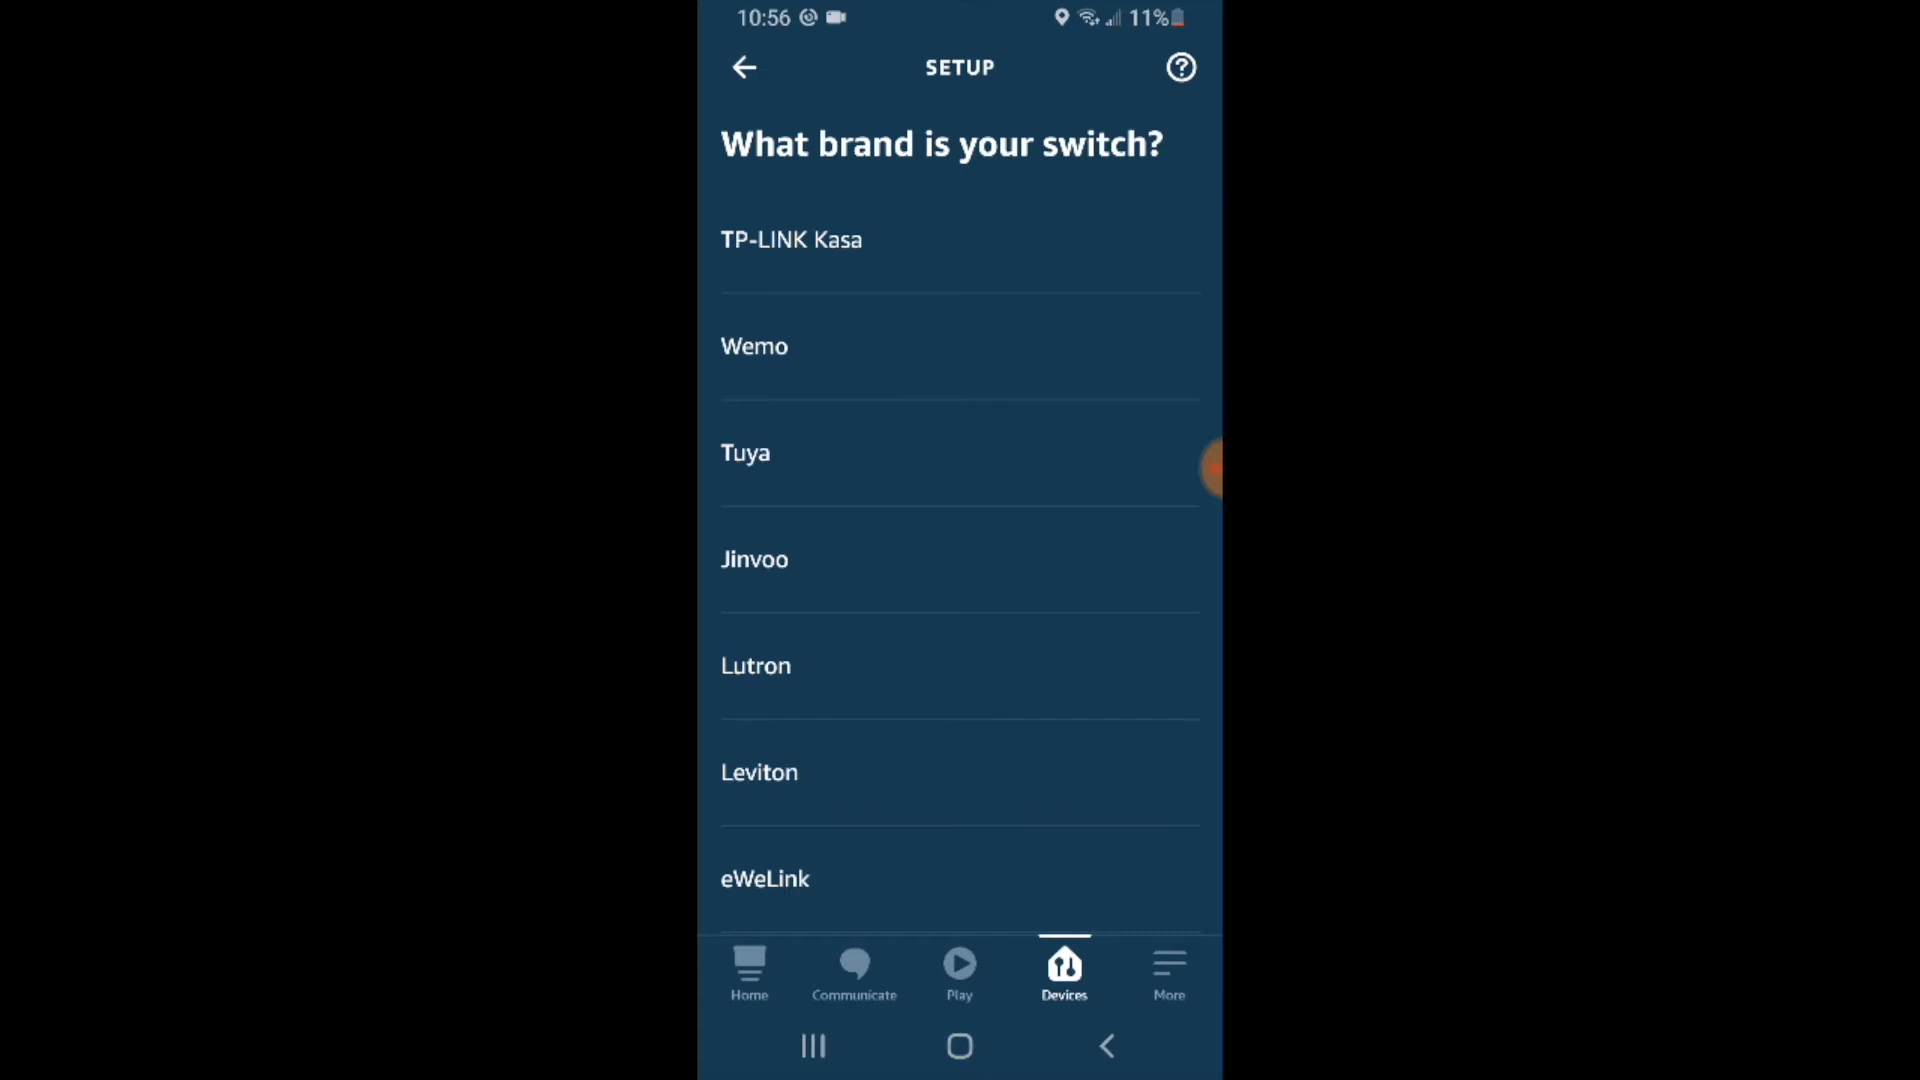 10:56 11%
SETUP
What brand is your switch?
TP-LINK Kasa
Wemo
Tuya
Jinvoo
Lutron
Leviton
eWeLink
Home Communicate Play Devices More